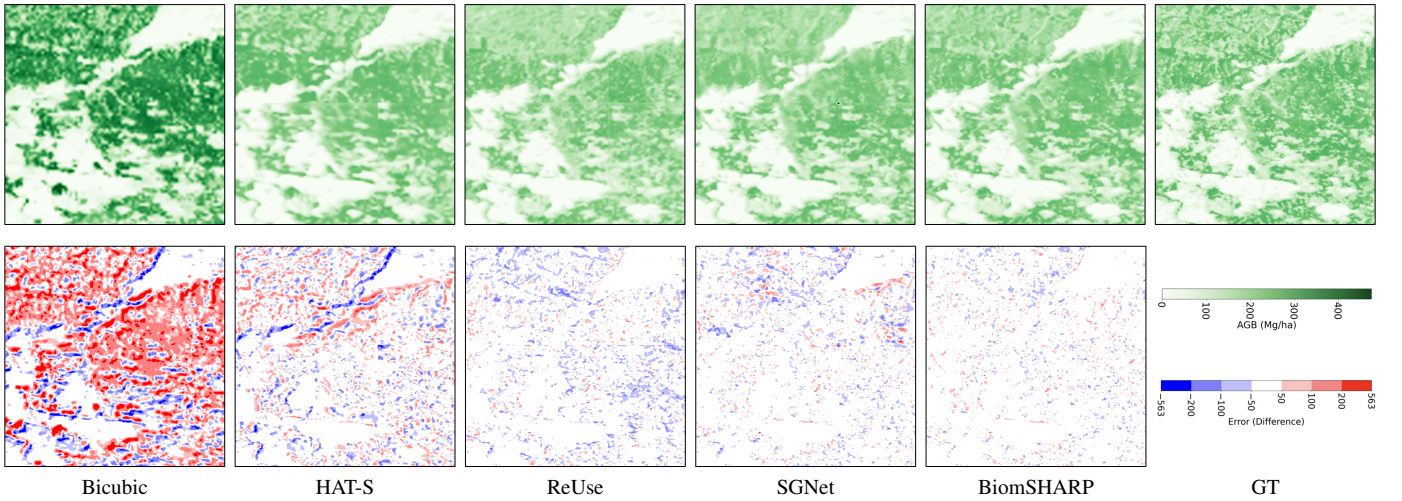 0 100 200 300 400
AGB (Mg/ha)
−563 −200 −100 −50 50 100 200 563
Error (Difference)
Bicubic HAT-S ReUse SGNet BiomSHARP GT